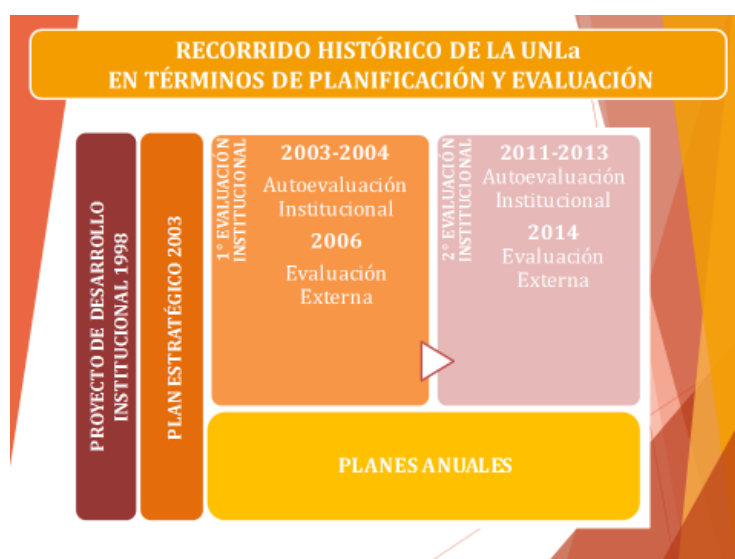 RECORRIDO HISTÓRICO DE LA UNLa
EN TÉRMINOS DE PLANIFICACIÓN Y EVALUACIÓN
PROYECTO DE DESARROLLO
INSTITUCIONAL 1998
PLAN ESTRATÉGICO 2003
1° EVALUACIÓN
INSTITUCIONAL
2003-2004
Autoevaluación
Institucional
2006
Evaluación
Externa
2° EVALUACIÓN
INSTITUCIONAL
2011-2013
Autoevaluación
Institucional
2014
Evaluación
Externa
PLANES ANUALES